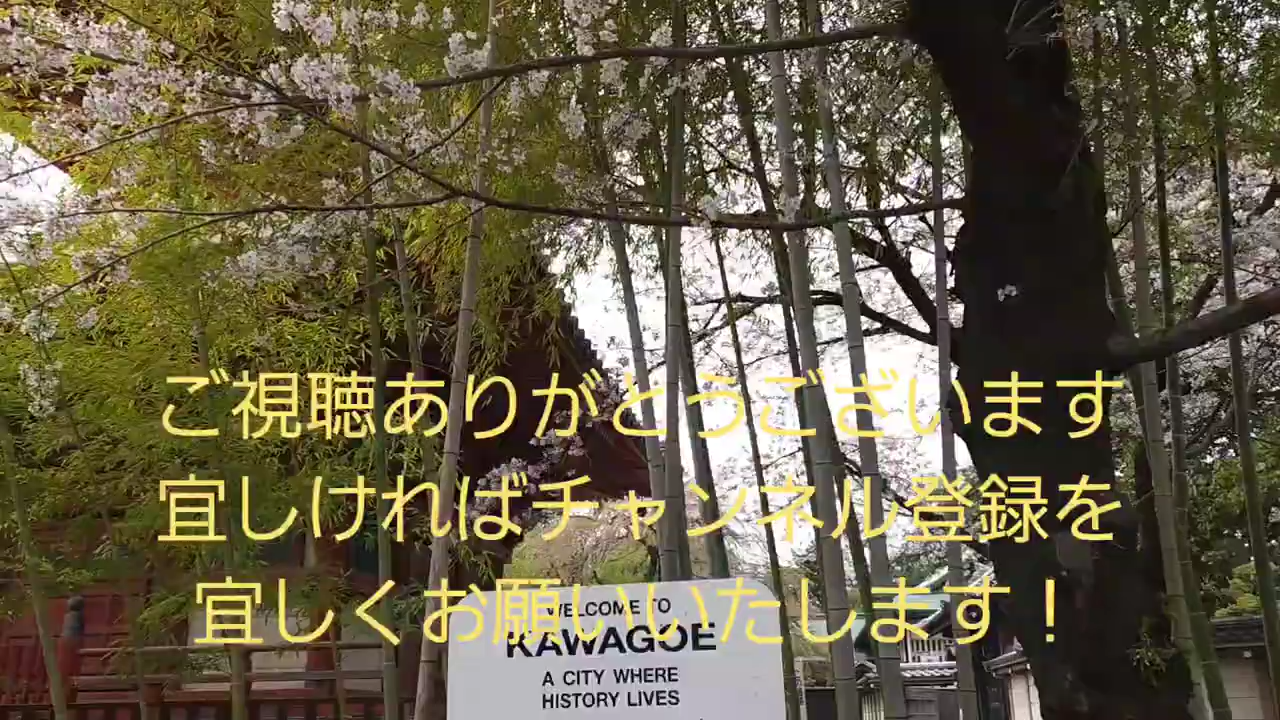 ご視聴ありがとうございます
宜しければチャンネル登録を
宜しくお願いいたします！
WELCOME TO
KAWAGOE
A CITY WHERE
HISTORY LIVES